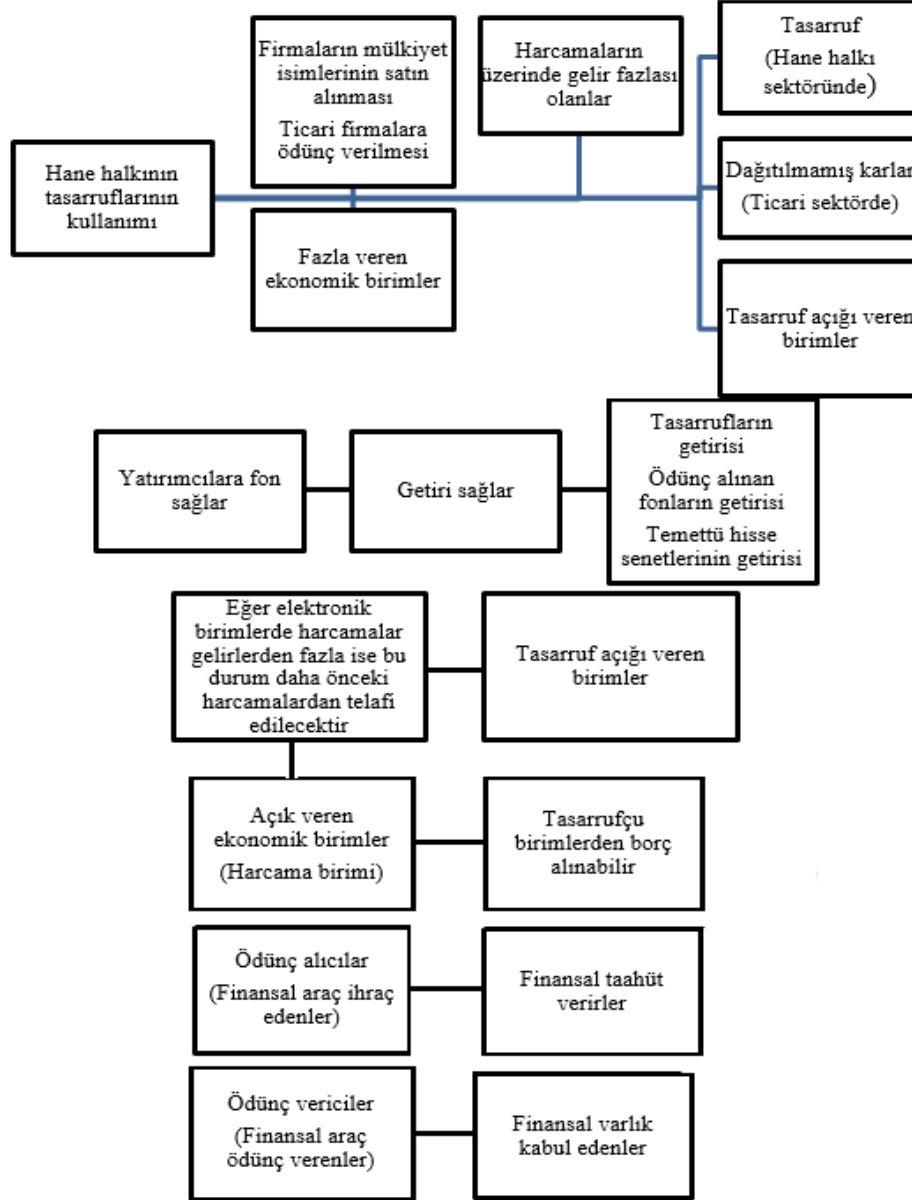 Hane halkının
tasarruflarının
kullanımı
Firmaların mülkiyet
isimlerinin satın
alınması
Ticari firmalara
ödünç verilmesi
Fazla veren
ekonomik birimler
Harcamaların
üzerinde gelir fazlası
olanlar
Tasarruf
(Hane halkı
sektöründe)
Dağıtılmamış karlar
(Ticari sektörde)
Tasarruf açığı veren
birimler
Yatırımcılara fon
sağlar
Getiri sağlar
Tasarrufların
getirisi
Ödünç alınan
fonların getirisi
Temettü hisse
senetlerinin getirisi
Eğer elektronik
birimlerde harcamalar
gelirlerden fazla ise bu
durum daha önceki
harcamalardan telafi
edilecektir
Tasarruf açığı veren
birimler
Açık veren
ekonomik birimler
(Harcama birimi)
Tasarrufçu
birimlerden borç
alınabilir
Ödünç alıcılar
(Finansal araç ihraç
edenler)
Finansal taahüt
verirler
Ödünç vericiler
(Finansal araç
ödünç verenler)
Finansal varlık
kabul edenler